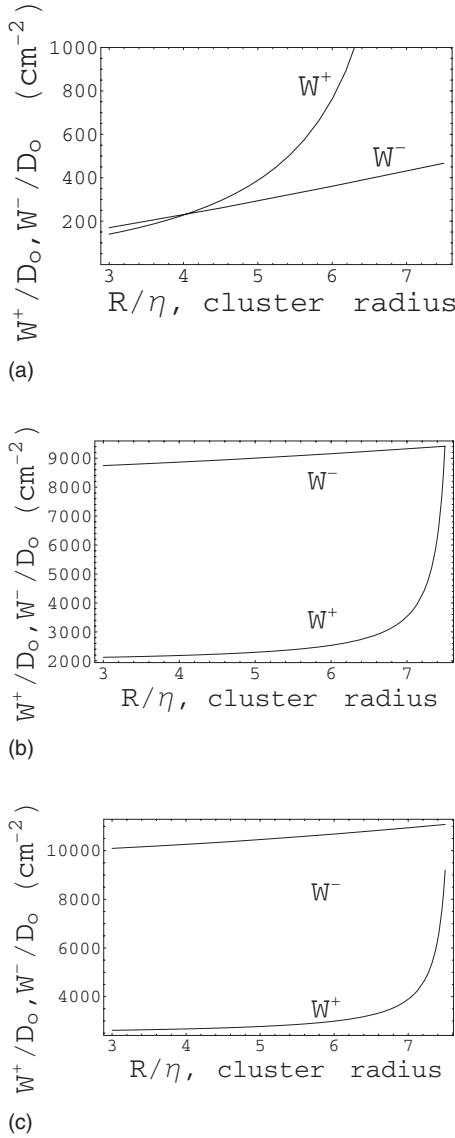 W⁺/D₀, W⁻/D₀ (cm⁻²)
1000
800
600
400
200
W⁺
W⁻
3 4 5 6 7
R/η, cluster radius
(a)
W⁺/D₀, W⁻/D₀ (cm⁻²)
9000
8000
7000
6000
5000
4000
3000
2000
W⁻
W⁺
3 4 5 6 7
R/η, cluster radius
(b)
W⁺/D₀, W⁻/D₀ (cm⁻²)
10000
8000
6000
4000
W⁻
W⁺
3 4 5 6 7
R/η, cluster radius
(c)